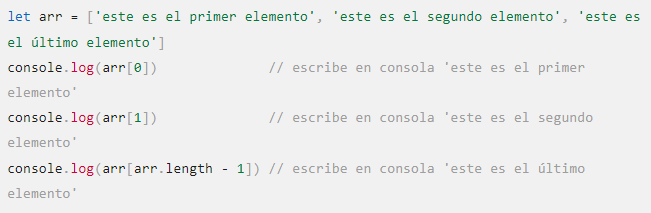 let arr = ['este es el primer elemento', 'este es el segundo elemento', 'este es
el último elemento']
console.log(arr[0])              // escribe en consola 'este es el primer
elemento'
console.log(arr[1])              // escribe en consola 'este es el segundo
elemento'
console.log(arr[arr.length - 1]) // escribe en consola 'este es el último
elemento'